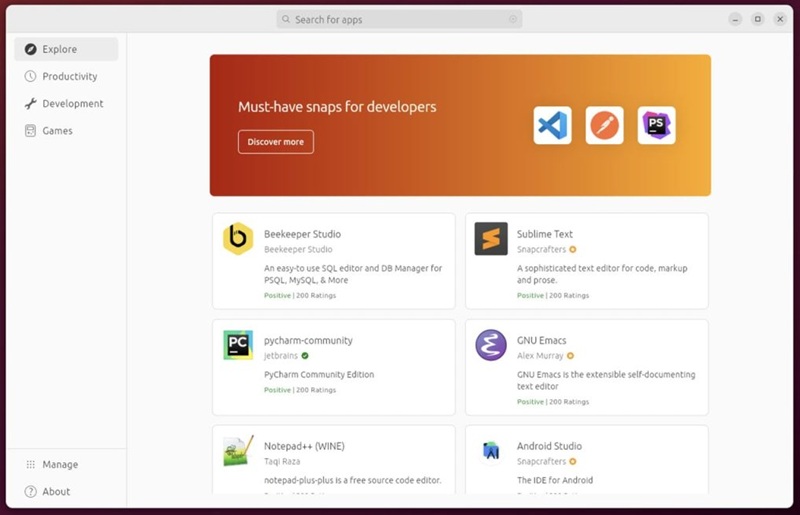 Search for apps
Explore
Productivity
Development
Games
Manage
About
Must-have snaps for developers
Discover more
PS
Beekeeper Studio
Beekeeper Studio
An easy-to use SQL editor and DB Manager for
PSQL, MySQL, & More
Positive | 200 Ratings
Sublime Text
Snapcrafters
A sophisticated text editor for code, markup
and prose.
Positive | 200 Ratings
PC
pycharm-community
jetbrains
PyCharm Community Edition
Positive | 200 Ratings
GNU Emacs
Alex Murray
GNU Emacs is the extensible self-documenting
text editor
Positive | 200 Ratings
Notepad++ (WINE)
Taqi Raza
notepad-plus-plus is a free source code editor.
Android Studio
Snapcrafters
The IDE for Android